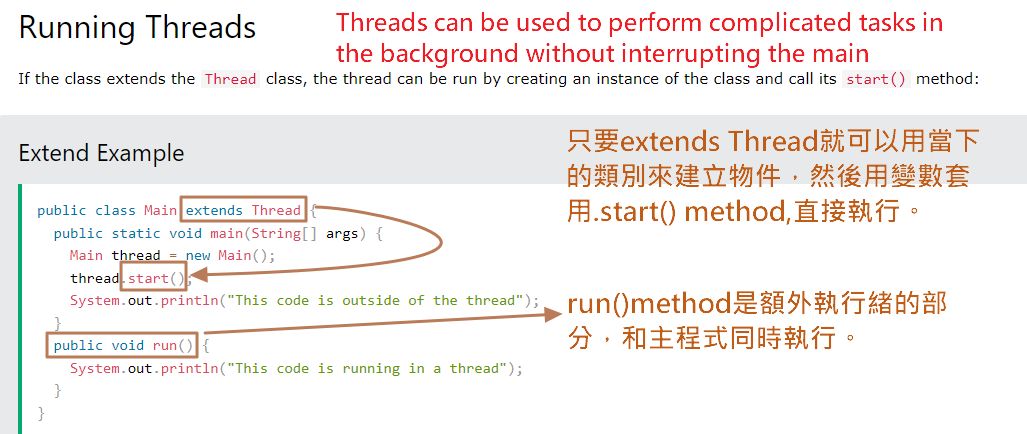 Running Threads
Threads can be used to perform complicated tasks in
the background without interrupting the main
If the class extends the Thread class, the thread can be run by creating an instance of the class and call its start() method:
Extend Example
public class Main extends Thread {
public static void main(String[] args) {
Main thread = new Main();
thread.start();
System.out.println("This code is outside of the thread");
}
public void run() {
System.out.println("This code is running in a thread");
}
}
只要extends Thread就可以用當下
的類別來建立物件，然後用變數套
用.start() method,直接執行。
run()method是額外執行緒的部
分，和主程式同時執行。